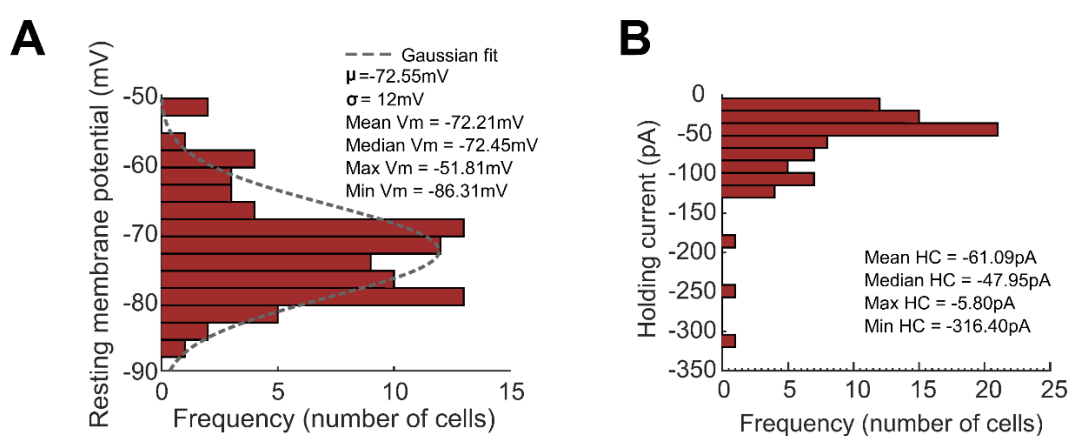 A
B
Resting membrane potential (mV)
-50
-60
-70
-80
-90
0
5
10
15
Frequency (number of cells)
Gaussian fit
μ=-72.55mV
σ= 12mV
Mean Vm = -72.21mV
Median Vm = -72.45mV
Max Vm = -51.81mV
Min Vm = -86.31mV
Holding current (pA)
0
-50
-100
-150
-200
-250
-300
-350
0
5
10
15
20
25
Frequency (number of cells)
Mean HC = -61.09pA
Median HC = -47.95pA
Max HC = -5.80pA
Min HC = -316.40pA